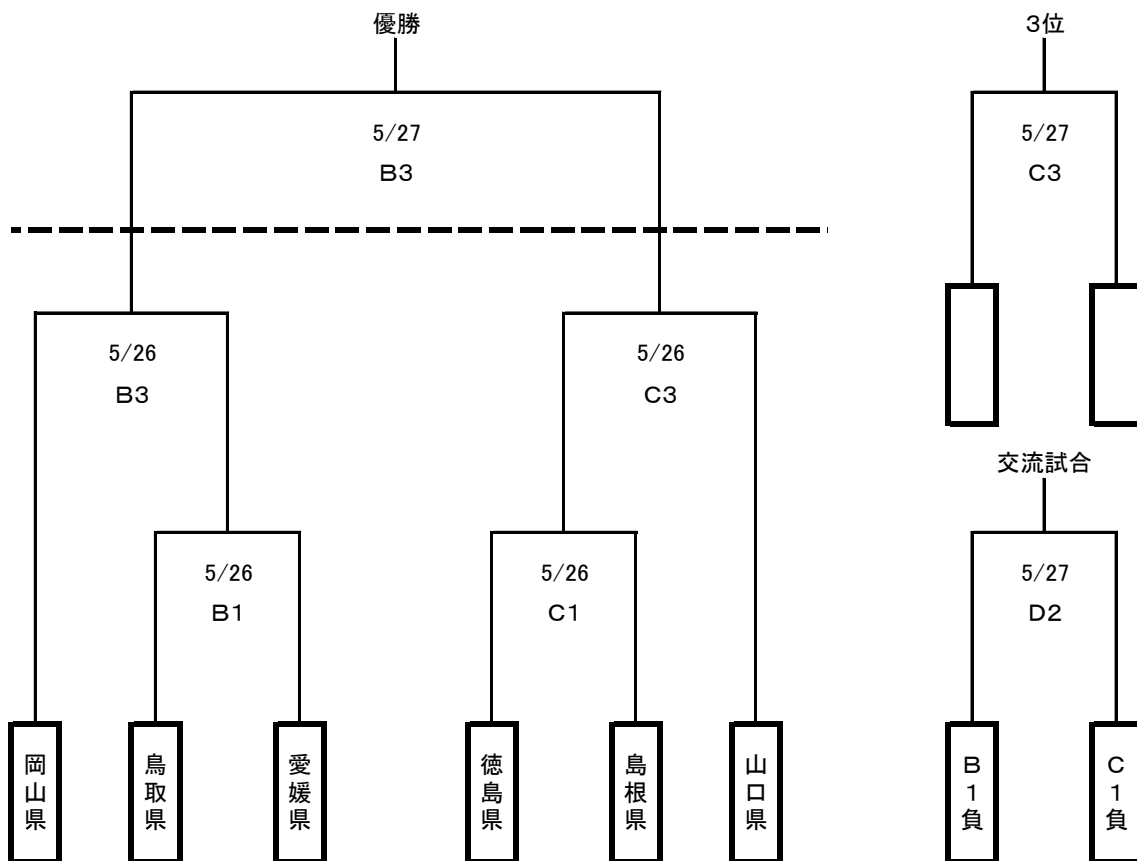 優勝
3位
5/27
B3
5/27
C3
5/26
B3
5/26
C3
交流試合
5/26
B1
5/26
C1
5/27
D2
岡山県
鳥取県
愛媛県
徳島県
島根県
山口県
B1負
C1負